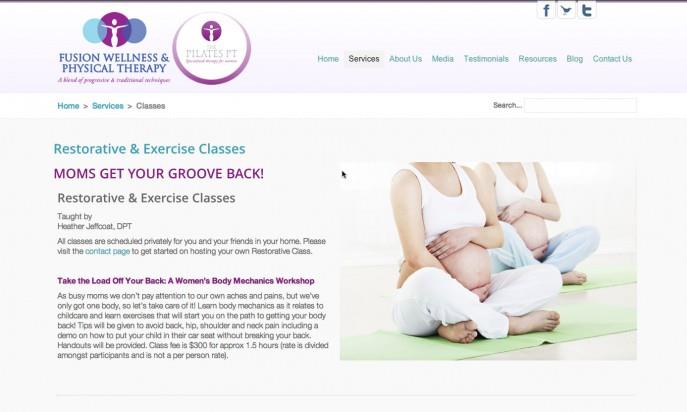 FUSION WELLNESS &
PHYSICAL THERAPY
A blend of progressive & traditional techniques
THE
PILATES PT
Specialized therapy for women
Home Services About Us Media Testimonials Resources Blog Contact Us
Home > Services > Classes
Search...
Restorative & Exercise Classes
MOMS GET YOUR GROOVE BACK!
Restorative & Exercise Classes
Taught by
Heather Jeffcoat, DPT
All classes are scheduled privately for you and your friends in your home. Please
visit the contact page to get started on hosting your own Restorative Class.
Take the Load Off Your Back: A Women's Body Mechanics Workshop
As busy moms we don't pay attention to our own aches and pains, but we've
only got one body, so let's take care of it! Learn body mechanics as it relates to
childcare and learn exercises that will start you on the path to getting your body
back! Tips will be given to avoid back, hip, shoulder and neck pain including a
demo on how to put your child in their car seat without breaking your back.
Handouts will be provided. Class fee is $300 for approx 1.5 hours (rate is divided
amongst participants and is not a per person rate).